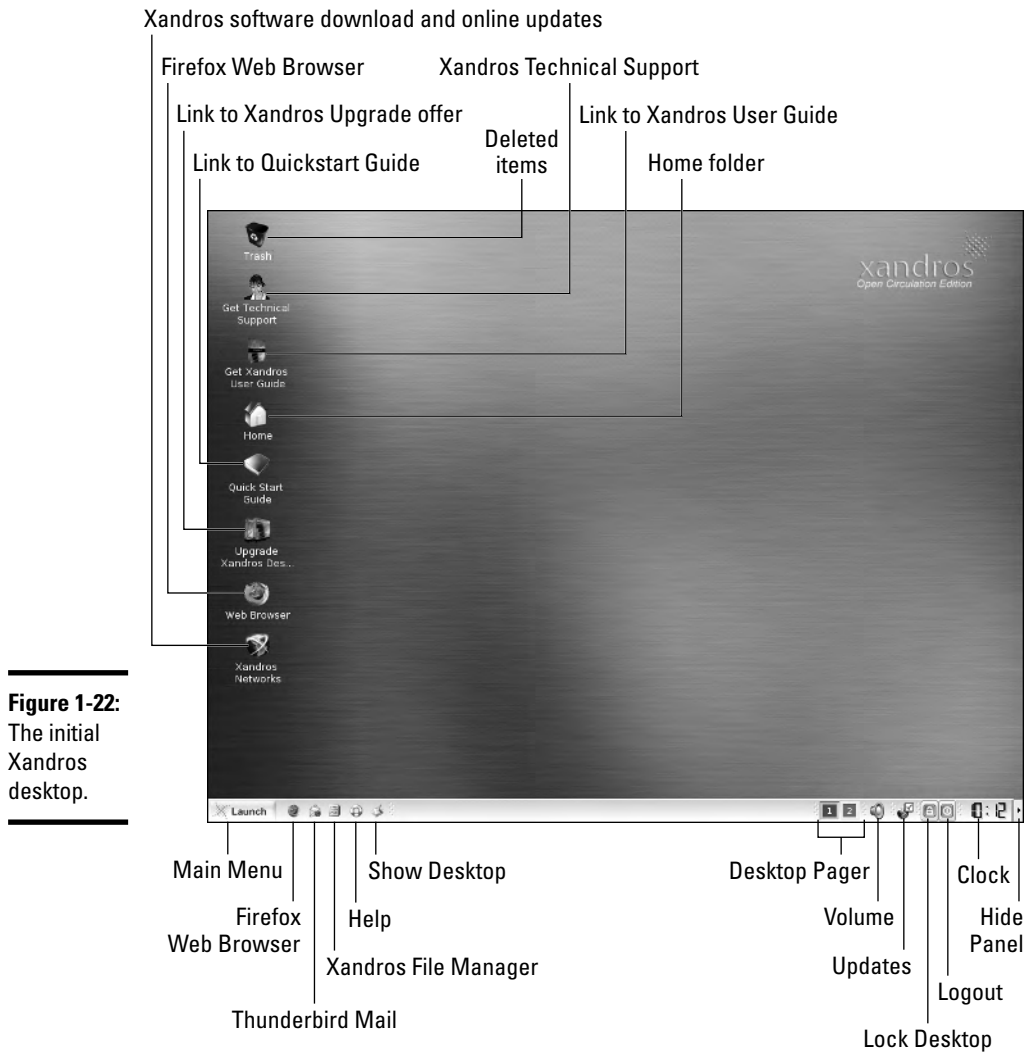 Xandros software download and online updates
Firefox Web Browser
Xandros Technical Support
Link to Xandros Upgrade offer
Link to Xandros User Guide
Deleted
items
Link to Quickstart Guide
Home folder
Trash
xandros
Open Circulation Edition
Get Technical
Support
Get Xandros
User Guide
Home
Quick Start
Guide
Upgrade
Xandros Des...
Web Browser
Xandros
Networks
Figure 1-22:
The initial
Xandros
desktop.
Launch
1 2
0:12
Main Menu
Show Desktop
Desktop Pager
Clock
Firefox
Web Browser
Help
Volume
Hide
Panel
Xandros File Manager
Updates
Logout
Thunderbird Mail
Lock Desktop